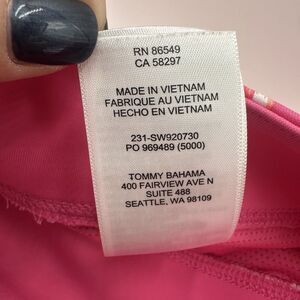 RN 86549
CA 58297
MADE IN VIETNAM
FABRIQUE AU VIETNAM
HECHO EN VIETNAM
231-SW920730
PO 969489 (5000)
TOMMY BAHAMA
400 FAIRVIEW AVE N
SUITE 488
SEATTLE, WA 98109